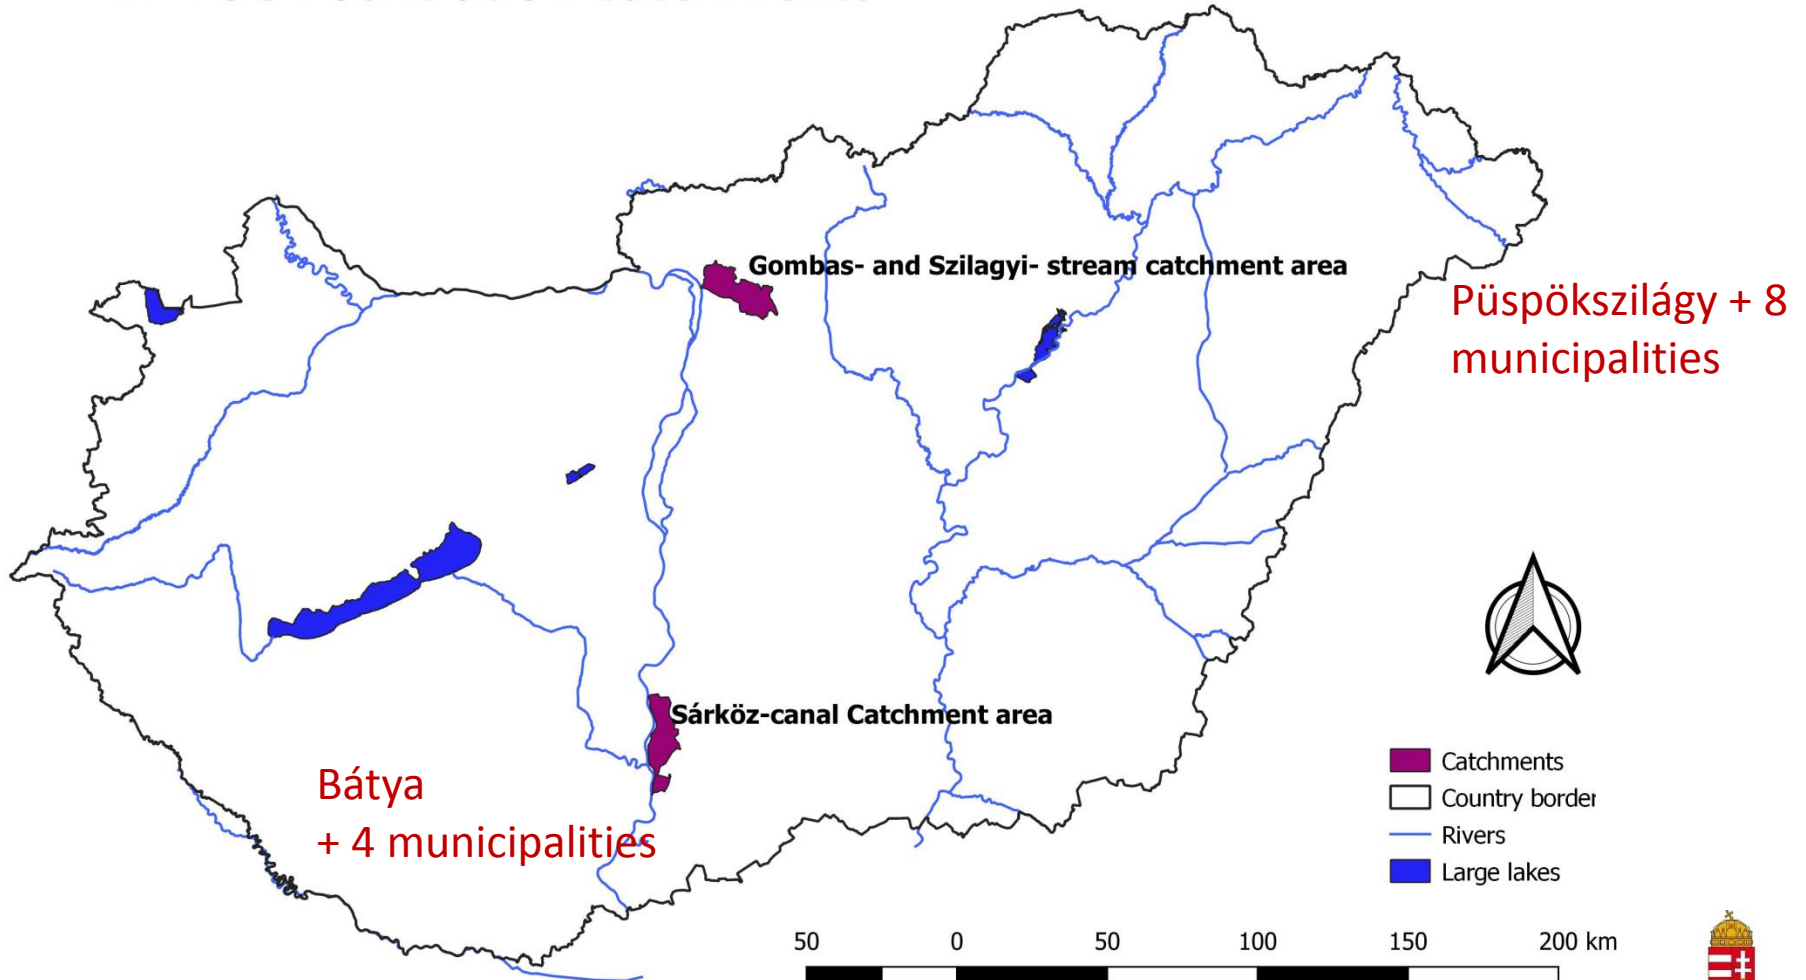 Gombas- and Szilagyi- stream catchment area
Püspökszilágy + 8
municipalities
Sárköz-canal Catchment area
Bátya
+ 4 municipalities
Catchments
Country border
Rivers
Large lakes
50 0 50 100 150 200 km